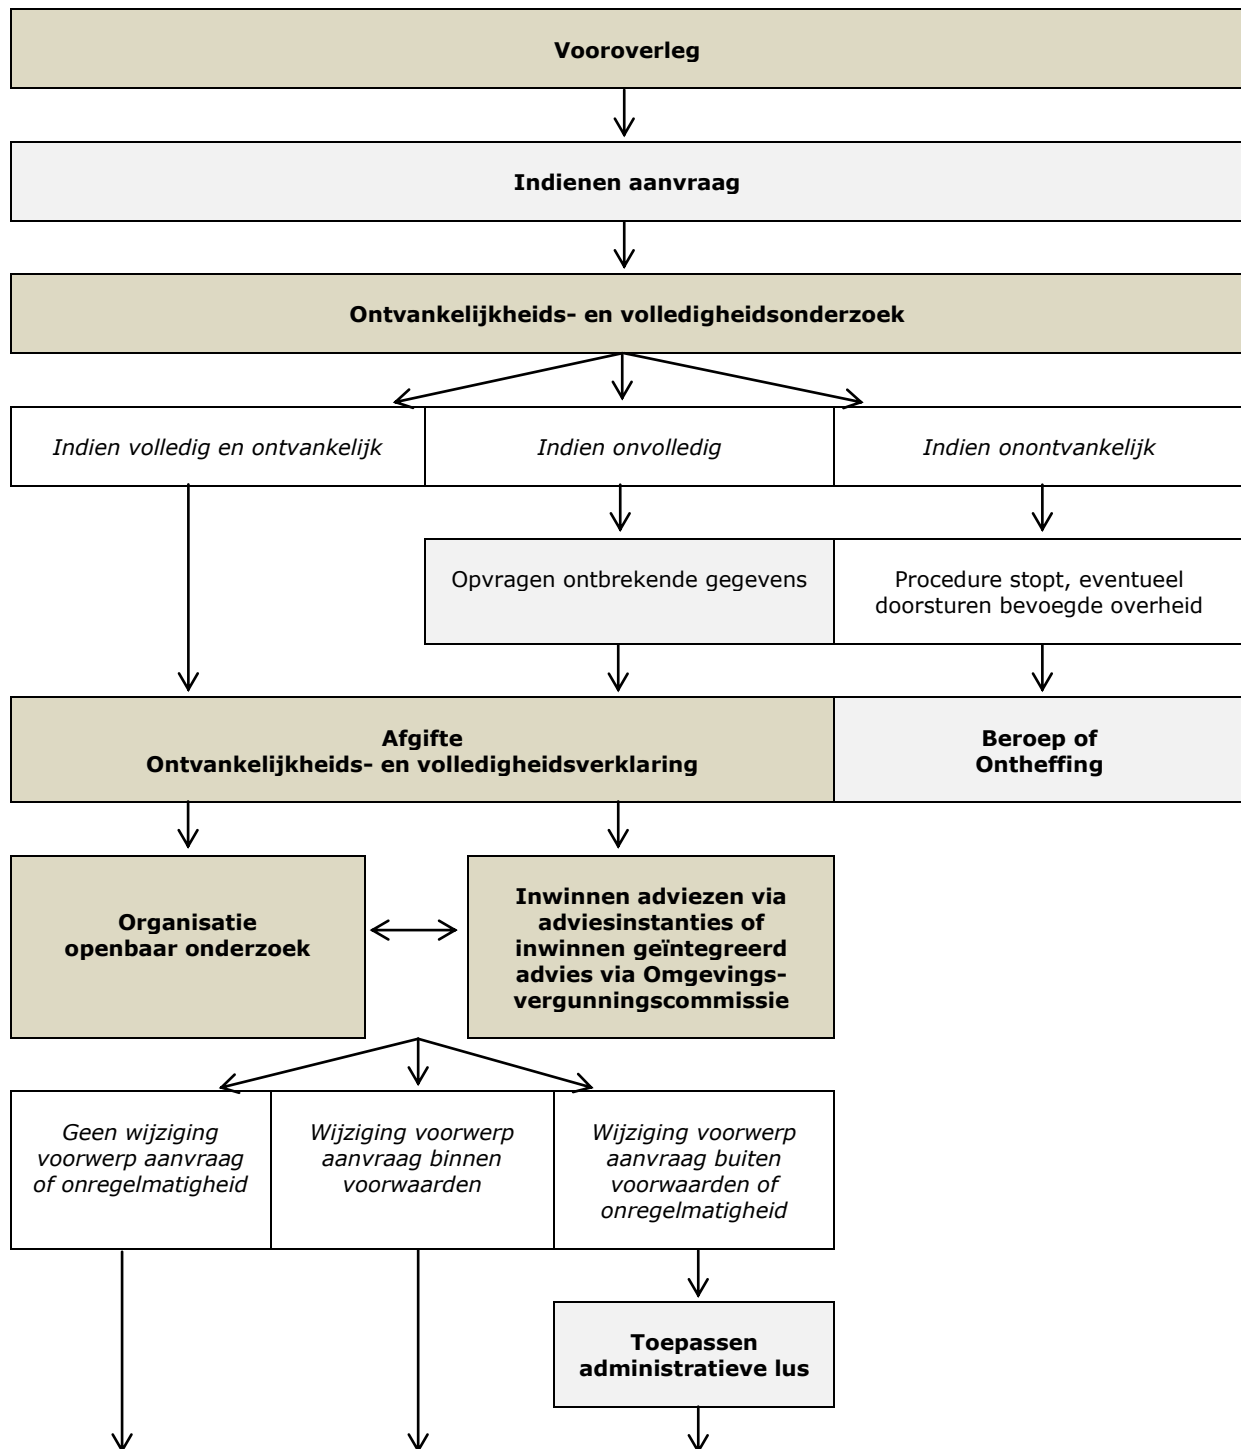 Vooroverleg
Indienen aanvraag
Ontvankelijkheids- en volledigheidsonderzoek
Indien volledig en ontvankelijk
Indien onvolledig
Indien onontvankelijk
Opvragen ontbrekende gegevens
Procedure stopt, eventueel
doorsturen bevoegde overheid
Afgifte
Ontvankelijkheids- en volledigheidsverklaring
Beroep of
Ontheffing
Organisatie
openbaar onderzoek
Inwinnen adviezen via
adviesinstanties of
inwinnen geïntegreerd
advies via Omgevings-
vergunningscommissie
Geen wijziging
voorwerp aanvraag
of onregelmatigheid
Wijziging voorwerp
aanvraag binnen
voorwaarden
Wijziging voorwerp
aanvraag buiten
voorwaarden of
onregelmatigheid
Toepassen
administratieve lus